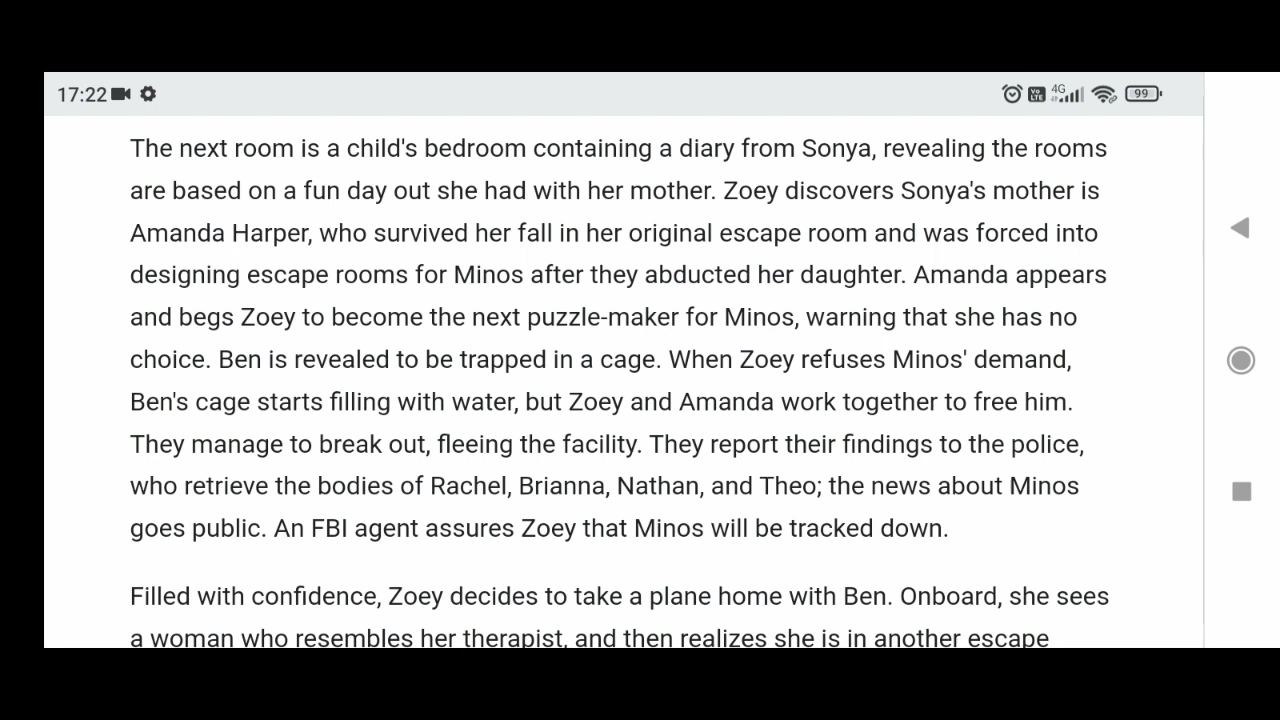 17:22
Vo LTE 4G 99
The next room is a child's bedroom containing a diary from Sonya, revealing the rooms
are based on a fun day out she had with her mother. Zoey discovers Sonya's mother is
Amanda Harper, who survived her fall in her original escape room and was forced into
designing escape rooms for Minos after they abducted her daughter. Amanda appears
and begs Zoey to become the next puzzle-maker for Minos, warning that she has no
choice. Ben is revealed to be trapped in a cage. When Zoey refuses Minos' demand,
Ben's cage starts filling with water, but Zoey and Amanda work together to free him.
They manage to break out, fleeing the facility. They report their findings to the police,
who retrieve the bodies of Rachel, Brianna, Nathan, and Theo; the news about Minos
goes public. An FBI agent assures Zoey that Minos will be tracked down.
Filled with confidence, Zoey decides to take a plane home with Ben. Onboard, she sees
a woman who resembles her therapist, and then realizes she is in another escape